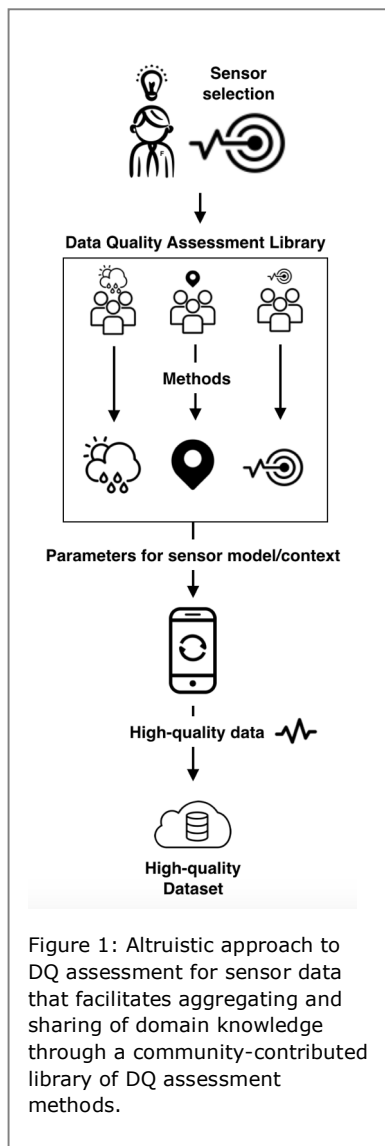 Sensor
selection
F
Data Quality Assessment Library
Methods
Parameters for sensor model/context
High-quality data
High-quality
Dataset
Figure 1: Altruistic approach to
DQ assessment for sensor data
that facilitates aggregating and
sharing of domain knowledge
through a community-contributed
library of DQ assessment
methods.